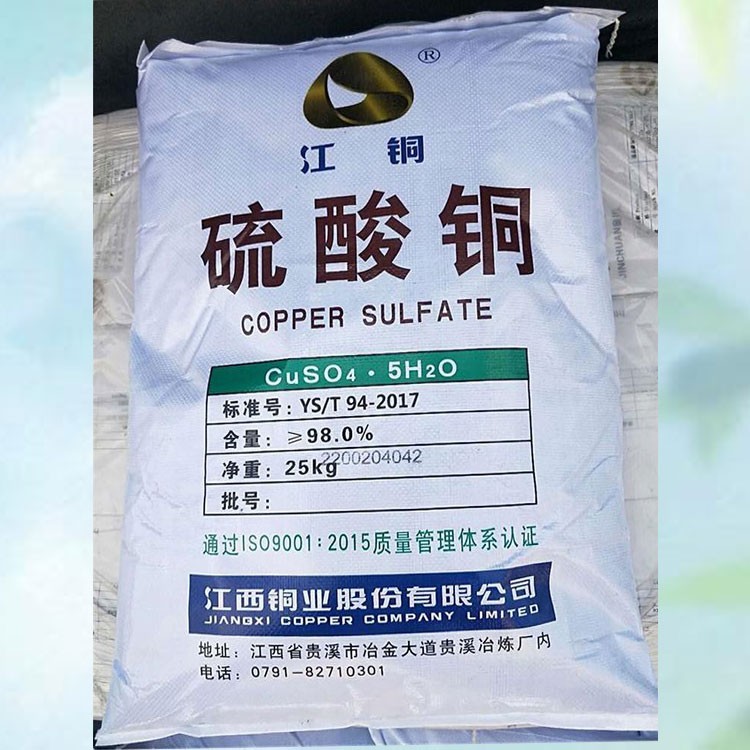 ®
江 铜
硫酸铜
COPPER SULFATE
CuSO4 · 5H2O
标准号: YS/T 94-2017
含量: ≥98.0%
2200204042
净重: 25kg
批号:
通过ISO9001:2015质量管理体系认证
江西铜业股份有限公司
JIANGXI COPPER COMPANY LIMITED
地址: 江西省贵溪市冶金大道贵溪冶炼厂内
电话: 0791-82710301
JINCHUAN